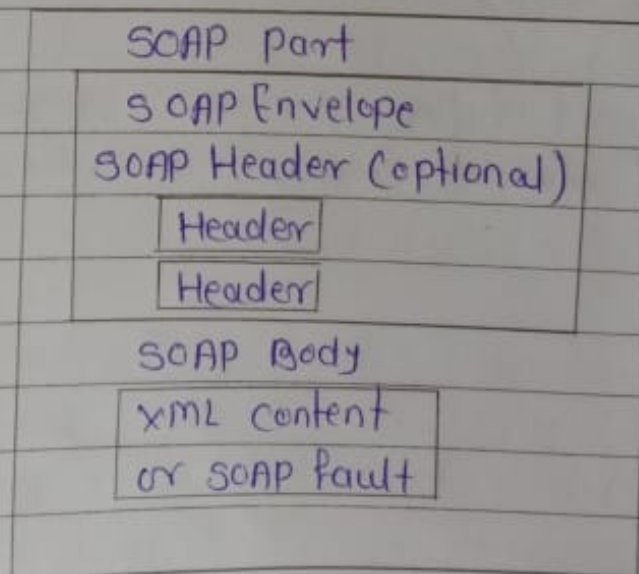 SOAP Part
SOAP Envelope
SOAP Header (optional)
Header
Header
SOAP Body
XML content
or SOAP fault